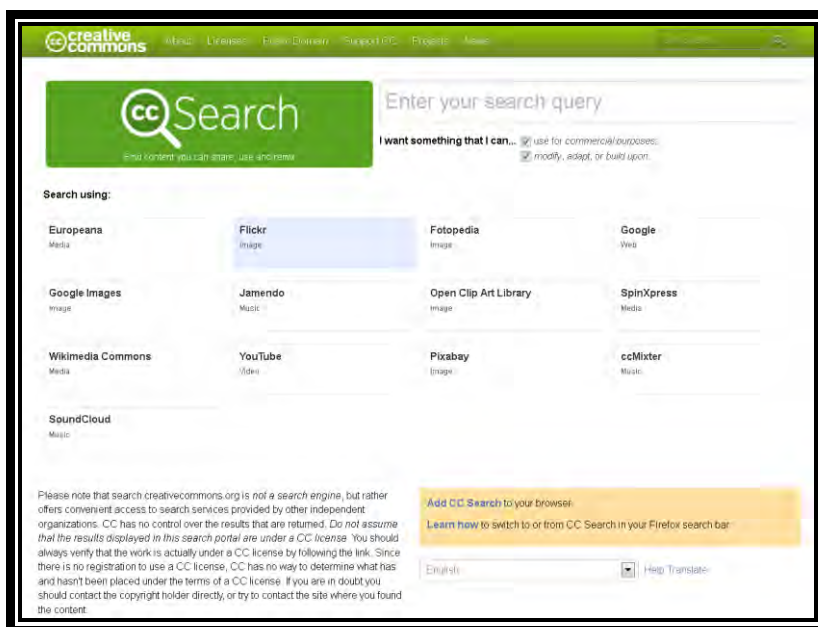 creative
commons
About Licenses Public Domain Support CC Projects News
cc Search
Find content you can share, use and remix
Enter your search query
I want something that I can... use for commercial purposes;
modify, adapt, or build upon.
Search using:
Europeana Flickr Fotopedia Google
Media Image Image Web
Google Images Jamendo Open Clip Art Library SpinXpress
Image Music Image Media
Wikimedia Commons YouTube Pixabay ccMixter
Media Video Image Music
SoundCloud
Music
Please note that search.creativecommons.org is not a search engine, but rather
offers convenient access to search services provided by other independent
organizations. CC has no control over the results that are returned. Do not assume
that the results displayed in this search portal are under a CC license. You should
always verify that the work is actually under a CC license by following the link. Since
there is no registration to use a CC license, CC has no way to determine what has
and hasn't been placed under the terms of a CC license. If you are in doubt you
should contact the copyright holder directly, or try to contact the site where you found
the content.
Add CC Search to your browser.
Learn how to switch to or from CC Search in your Firefox search bar
English Help Translate